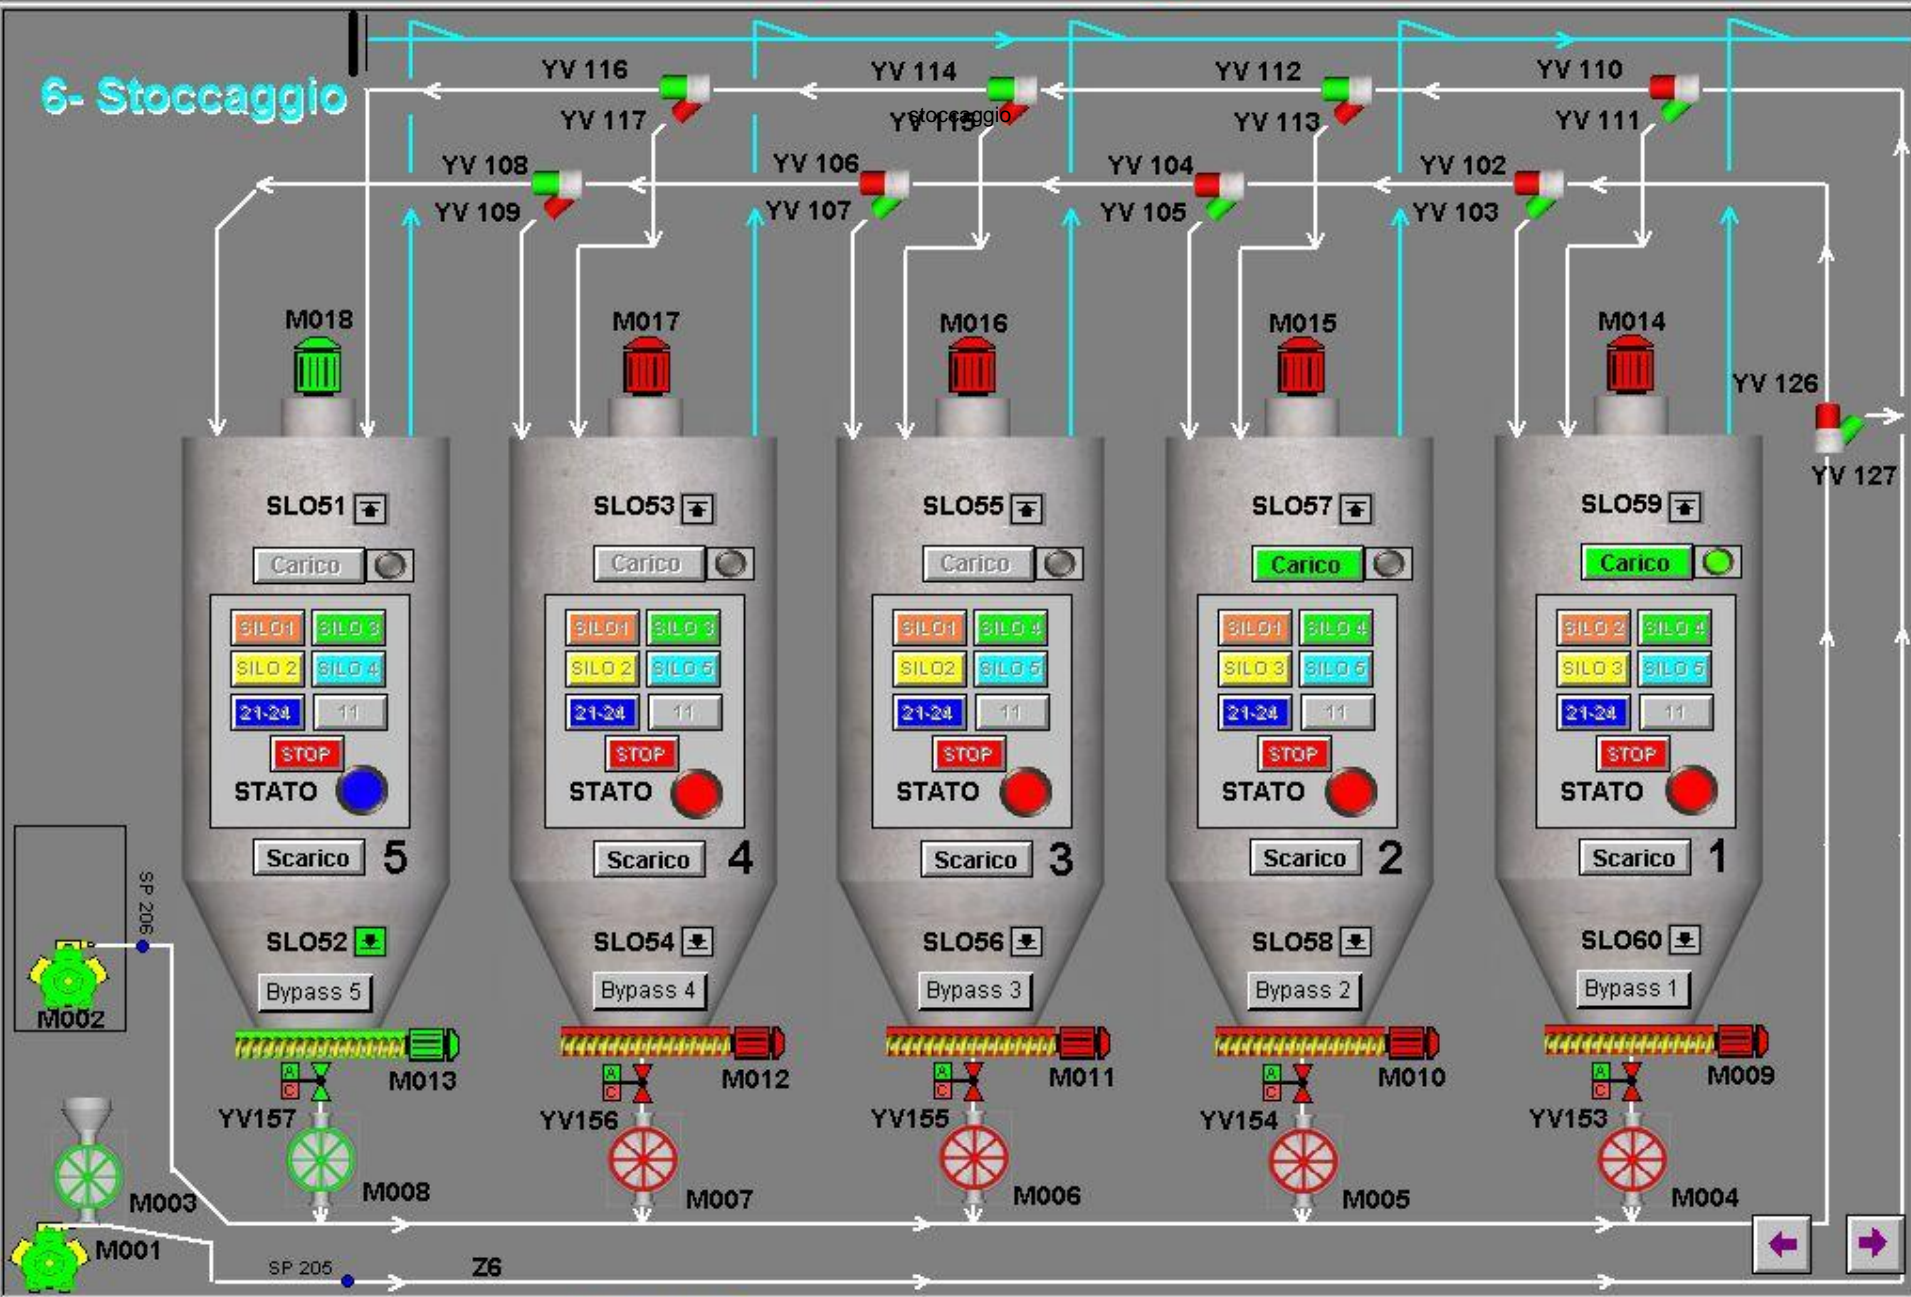 6- Stoccaggio
YV 116
YV 114
YV 112
YV 110
YV 117
YV 115
stoccaggio
YV 113
YV 111
YV 108
YV 106
YV 104
YV 102
YV 109
YV 107
YV 105
YV 103
M018
M017
M016
M015
M014
YV 126
YV 127
SLO51
SLO53
SLO55
SLO57
SLO59
Carico
Carico
Carico
Carico
Carico
SILO1 SILO 3
SILO1 SILO 3
SILO1 SILO 4
SILO1 SILO 4
SILO 2 SILO 4
SILO 2 SILO 4
SILO 2 SILO 5
SILO2 SILO 5
SILO 3 SILO 5
SILO 3 SILO 5
21-24 11
21-24 11
21-24 11
21-24 11
21-24 11
STOP
STOP
STOP
STOP
STOP
STATO
STATO
STATO
STATO
STATO
Scarico 5
Scarico 4
Scarico 3
Scarico 2
Scarico 1
SP 206
SLO52
SLO54
SLO56
SLO58
SLO60
Bypass 5
Bypass 4
Bypass 3
Bypass 2
Bypass 1
M002
M013
M012
M011
M010
M009
A
C
A
C
A
C
A
C
A
C
YV157
YV156
YV155
YV154
YV153
M003
M008
M007
M006
M005
M004
M001
SP 205
Z6